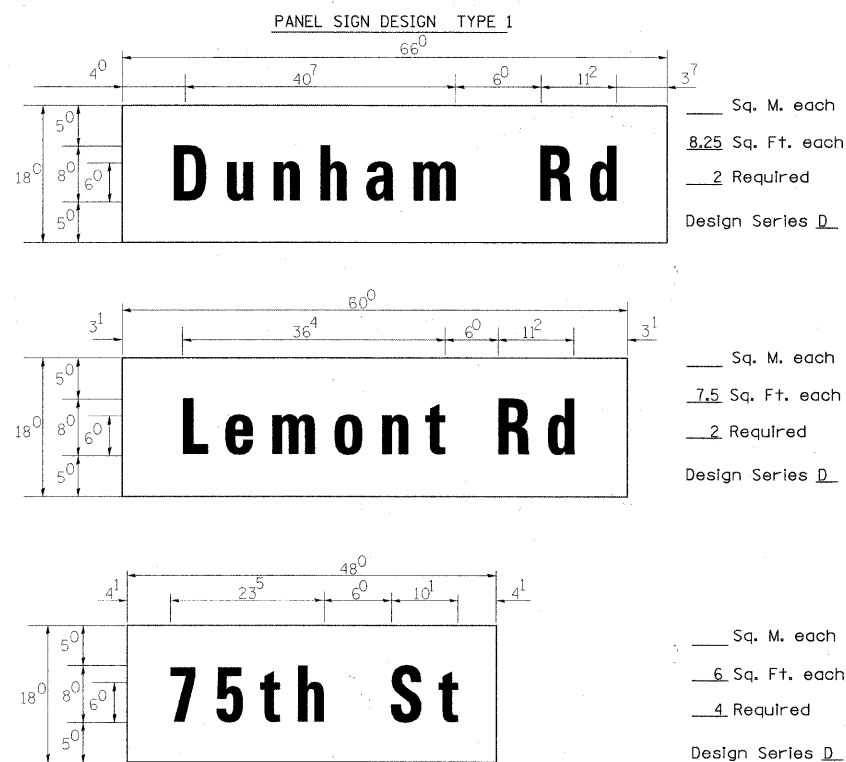 PANEL SIGN DESIGN TYPE 1
66⁰
4⁰ 40⁷ 6⁰ 11² 3⁷
18⁰ 5⁰ 8⁰ 6⁰ 5⁰
Dunham Rd
Sq. M. each
8.25 Sq. Ft. each
2 Required
Design Series D
60⁰
3¹ 36⁴ 6⁰ 11² 3¹
18⁰ 5⁰ 8⁰ 6⁰ 5⁰
Lemont Rd
Sq. M. each
7.5 Sq. Ft. each
2 Required
Design Series D
48⁰
4¹ 23⁵ 6⁰ 10¹ 4¹
18⁰ 5⁰ 8⁰ 6⁰ 5⁰
75th St
Sq. M. each
6 Sq. Ft. each
4 Required
Design Series D